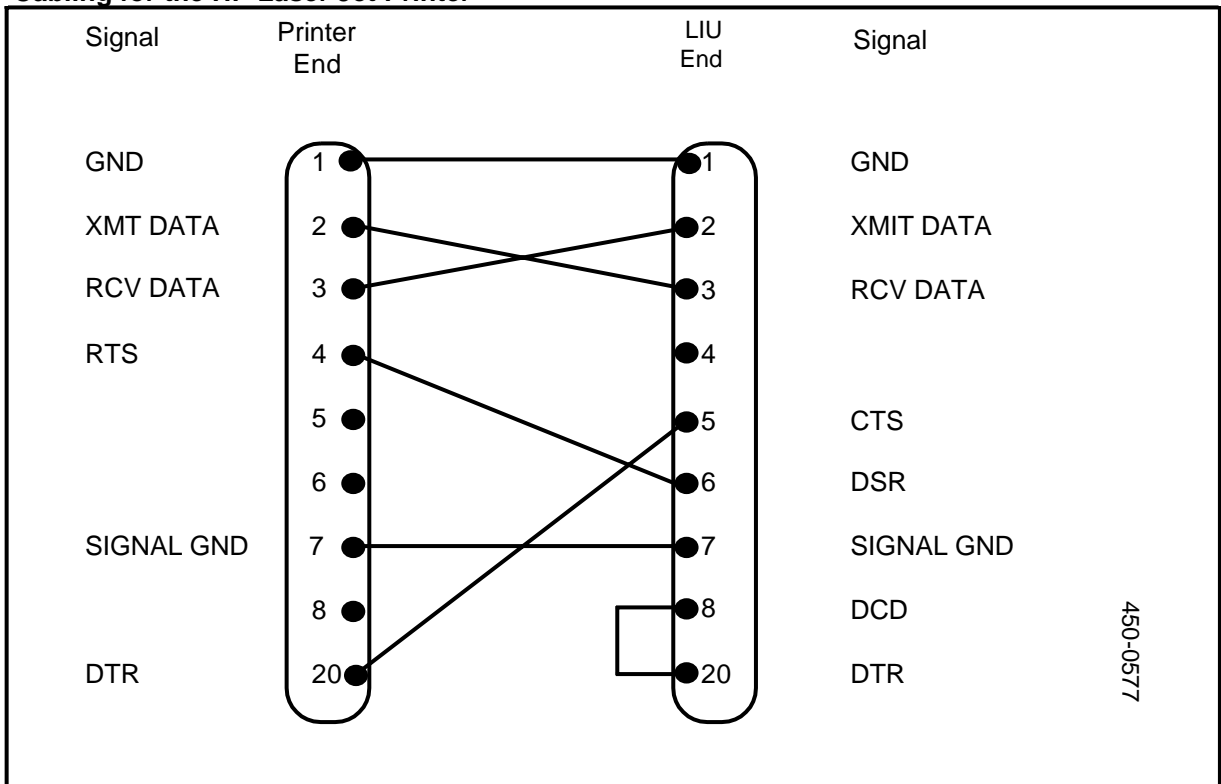 Signal Printer End LIU End Signal
GND 1 1 GND
XMT DATA 2 2 XMIT DATA
RCV DATA 3 3 RCV DATA
RTS 4 4
5 5 CTS
6 6 DSR
SIGNAL GND 7 7 SIGNAL GND
8 8 DCD
DTR 20 20 DTR
450-0577